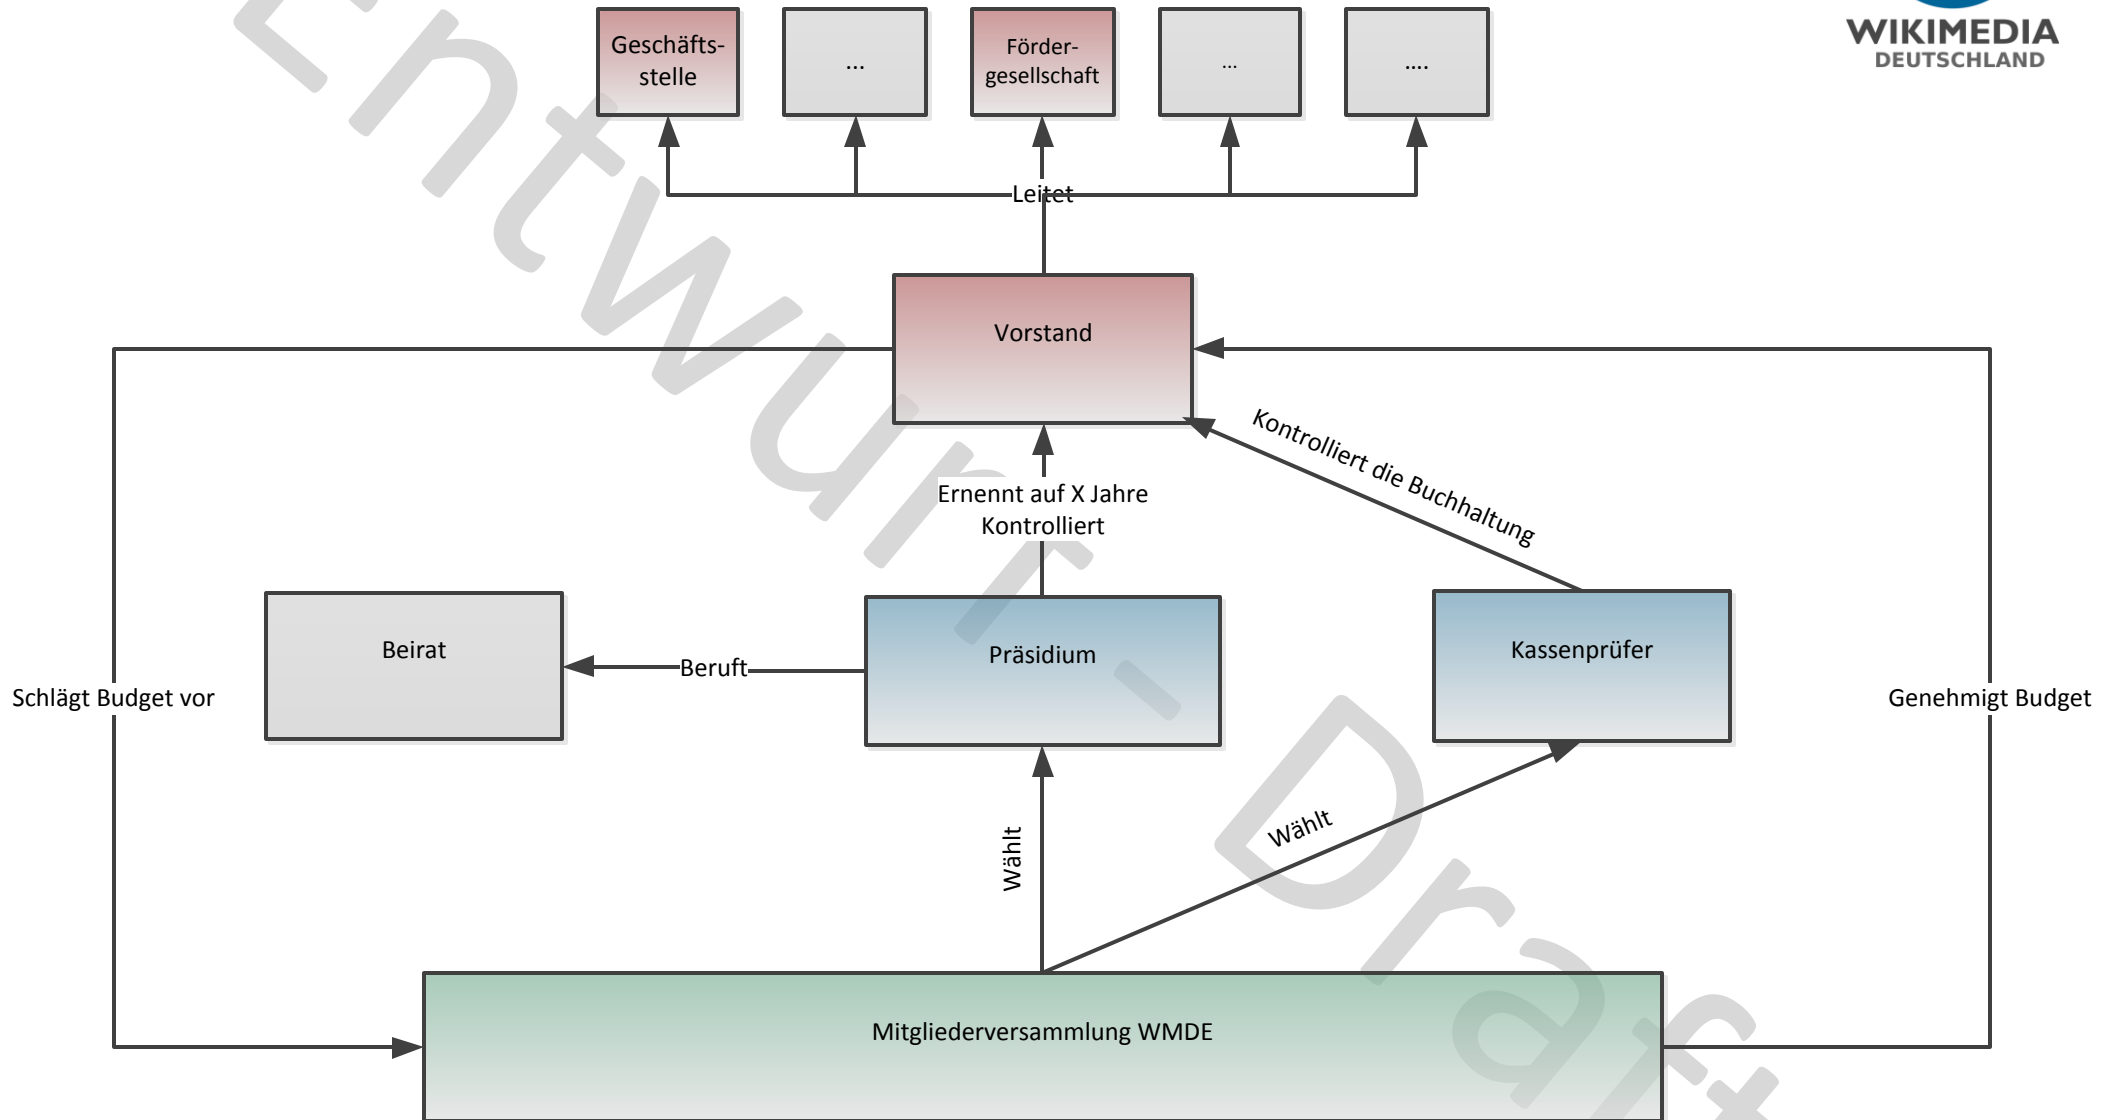 Geschäfts-
stelle
...
Förder-
gesellschaft
...
....
WIKIMEDIA
DEUTSCHLAND
Leitet
Vorstand
Kontrolliert die Buchhaltung
Ernennt auf X Jahre
Kontrolliert
Beirat
Beruft
Präsidium
Kassenprüfer
Schlägt Budget vor
Genehmigt Budget
Wählt
Wählt
Mitgliederversammlung WMDE
Entwurf - Draft